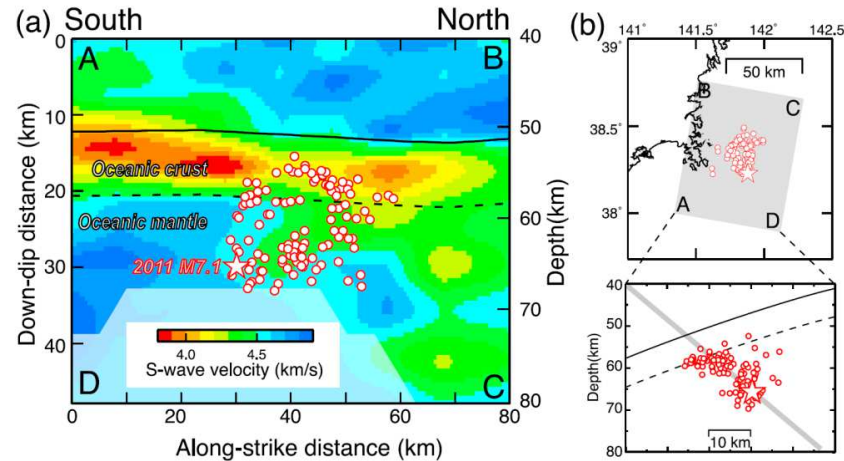 (a) South North
A B
Oceanic crust
Oceanic mantle
2011 M7.1
4.0 4.5
S-wave velocity (km/s)
D C
0
10
20
30
40
Down-dip distance (km)
40
50
60
70
80
Depth(km)
0 20 40 60 80
Along-strike distance (km)
(b)
141˚ 141.5˚ 142˚ 142.5˚
39˚
38.5˚
38˚
50 km
B
C
A
D
40
50
60
70
80
Depth(km)
10 km